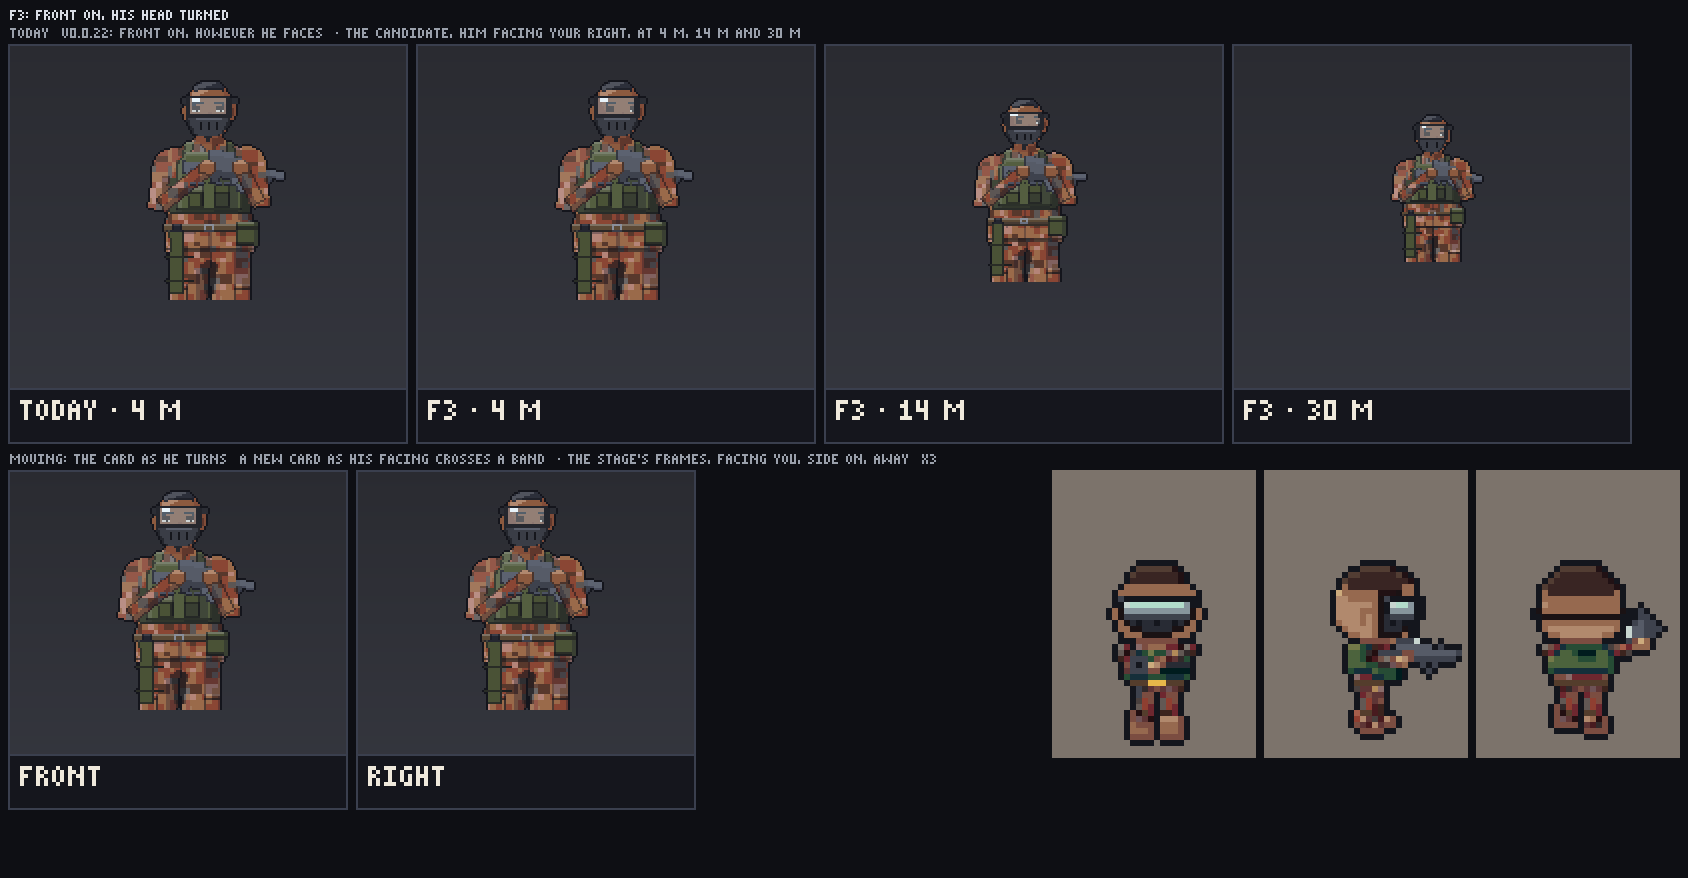 F3: FRONT ON, HIS HEAD TURNED
TODAY V0.0.22: FRONT ON, HOWEVER HE FACES · THE CANDIDATE, HIM FACING YOUR RIGHT, AT 4 M, 14 M AND 30 M
TODAY · 4 M
F3 · 4 M
F3 · 14 M
F3 · 30 M
MOVING: THE CARD AS HE TURNS A NEW CARD AS HIS FACING CROSSES A BAND · THE STAGE'S FRAMES, FACING YOU, SIDE ON, AWAY X3
FRONT
RIGHT